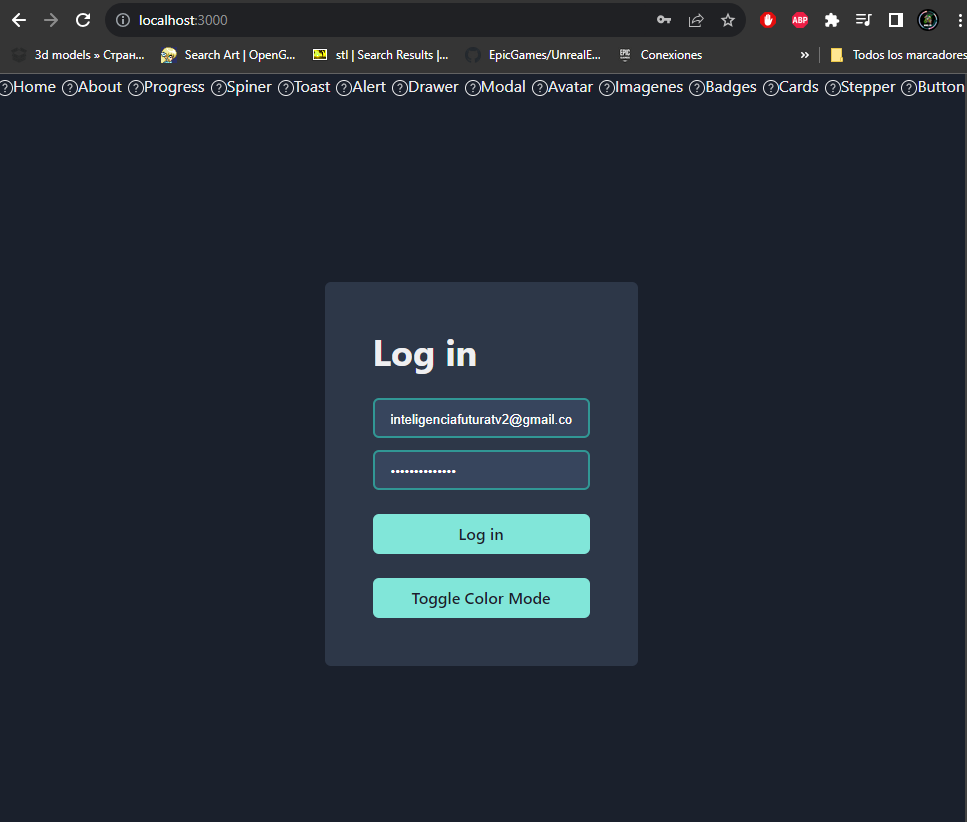 localhost:3000
ABP
3d models » Стран... Search Art | OpenG... stl | Search Results |... EpicGames/UnrealE... EPIC Conexiones » Todos los marcadores
?Home ?About ?Progress ?Spiner ?Toast ?Alert ?Drawer ?Modal ?Avatar ?Imagenes ?Badges ?Cards ?Stepper ?Button
Log in
inteligenciafuturatv2@gmail.co
••••••••••••••
Log in
Toggle Color Mode